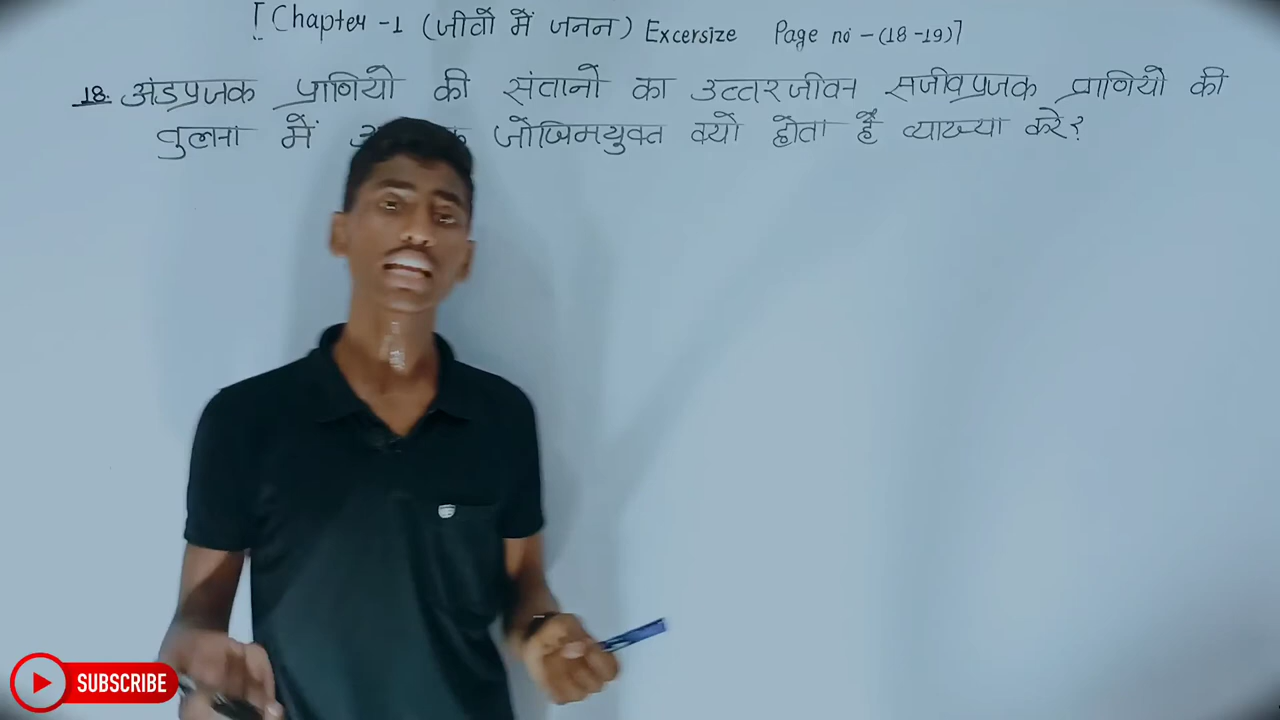 [Chapter -1 (जीवों में जनन) Excersize Page no - (18-19)]
18. अंडप्रजक प्राणियो की संतानो का उत्तरजीवन सजीवप्रजक प्राणियो की
तुलना में जोखिमयुक्त क्यो होता है व्याख्या करे?
SUBSCRIBE